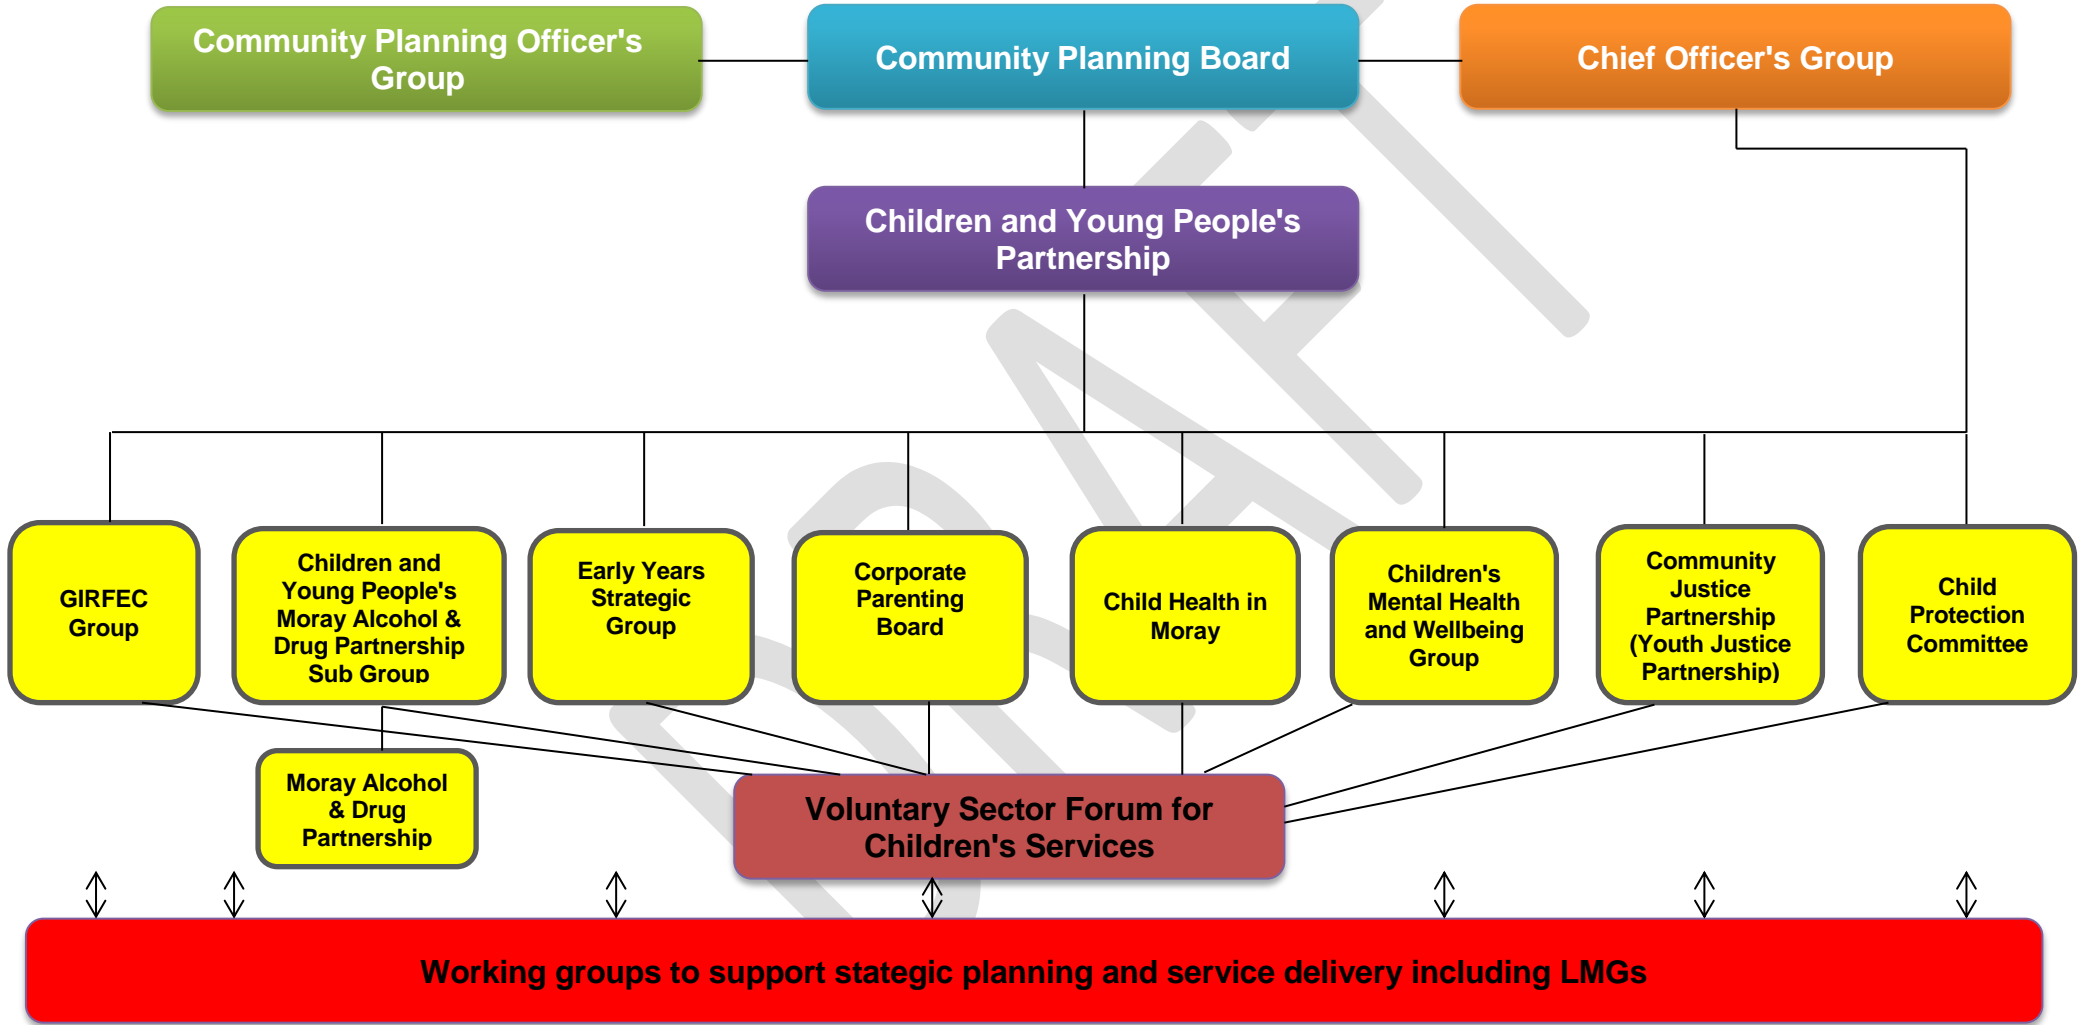 Community Planning Officer's
Group
Community Planning Board
Chief Officer's Group
Children and Young People's
Partnership
GIRFEC
Group
Children and
Young People's
Moray Alcohol &
Drug Partnership
Sub Group
Early Years
Strategic
Group
Corporate
Parenting
Board
Child Health in
Moray
Children's
Mental Health
and Wellbeing
Group
Community
Justice
Partnership
(Youth Justice
Partnership)
Child
Protection
Committee
Moray Alcohol
& Drug
Partnership
Voluntary Sector Forum for
Children's Services
Working groups to support stategic planning and service delivery including LMGs
DRAFT